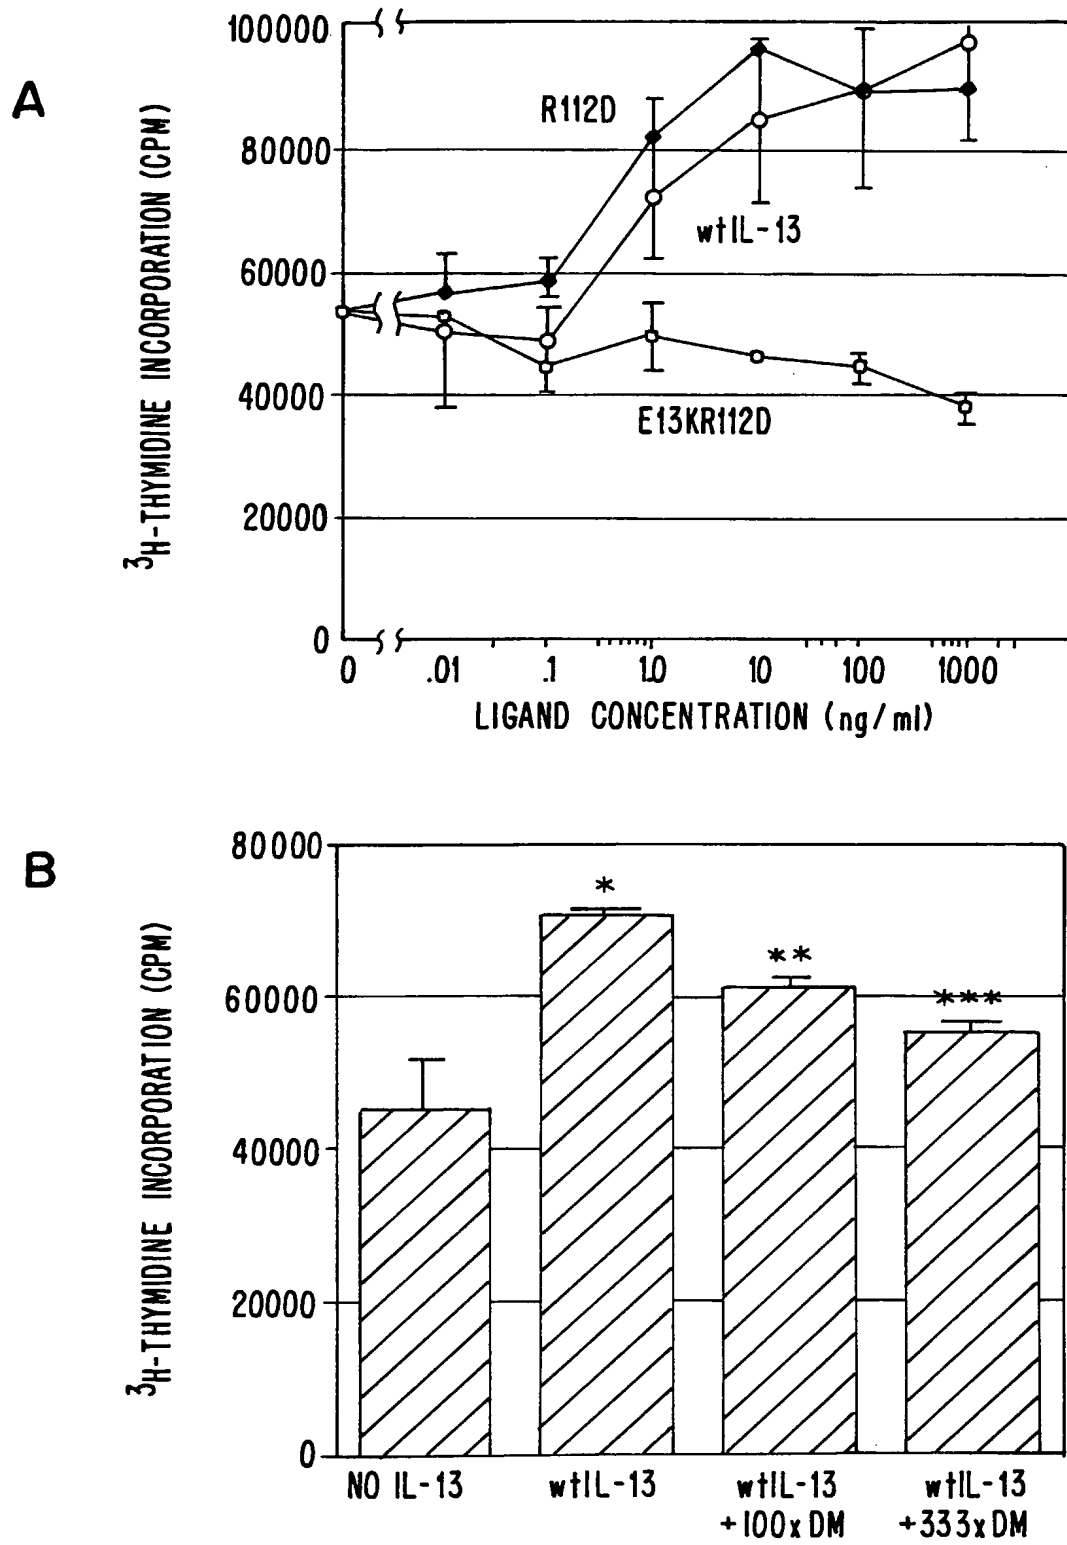 A
³H-THYMIDINE INCORPORATION (CPM)
100000
80000
60000
40000
20000
0
R112D
wtIL-13
E13KR112D
0 .01 .1 1.0 10 100 1000
LIGAND CONCENTRATION (ng/ml)
B
³H-THYMIDINE INCORPORATION (CPM)
80000
60000
40000
20000
0
*
**
***
NO IL-13 wtIL-13 wtIL-13 wtIL-13
+100xDM +333xDM